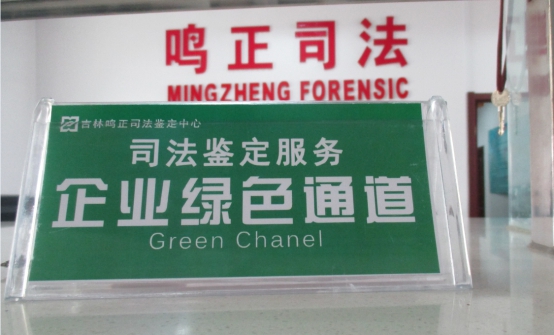 鸣正司法
MINGZHENG FORENSIC
吉林鸣正司法鉴定中心
司法鉴定服务
企业绿色通道
Green Chanel